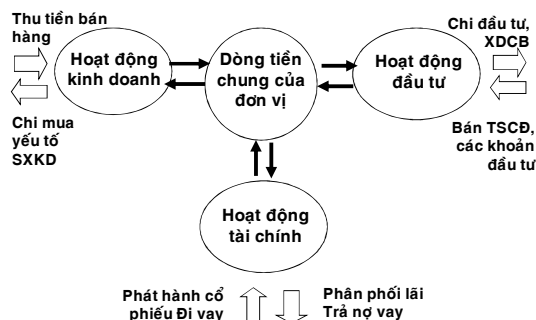 Thu tiền bán
hàng
Hoạt động
kinh doanh
Chi mua
yếu tố
SXKD
Dòng tiền
chung của
đơn vị
Hoạt động
đầu tư
Chi đầu tư,
XDCB
Bán TSCĐ,
các khoản
đầu tư
Hoạt động
tài chính
Phát hành cổ
phiếu Đi vay
Phân phối lãi
Trả nợ vay